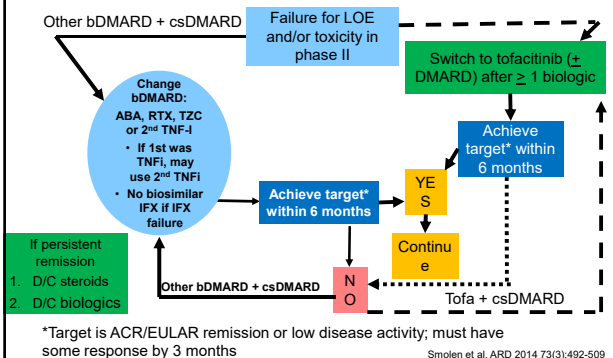 Other bDMARD + csDMARD
Failure for LOE
and/or toxicity in
phase II
Switch to tofacitinib (+
DMARD) after > 1 biologic
Change
bDMARD:
ABA, RTX, TZC
or 2nd TNF-I
• If 1st was
TNFi, may
use 2nd TNFi
• No biosimilar
IFX if IFX
failure
Achieve
target* within
6 months
Achieve target*
within 6 months
YE
S
Continu
e
If persistent
remission
1. D/C steroids
2. D/C biologics
Other bDMARD + csDMARD
N
O
Tofa + csDMARD
*Target is ACR/EULAR remission or low disease activity; must have
some response by 3 months
Smolen et al. ARD 2014 73(3):492-509